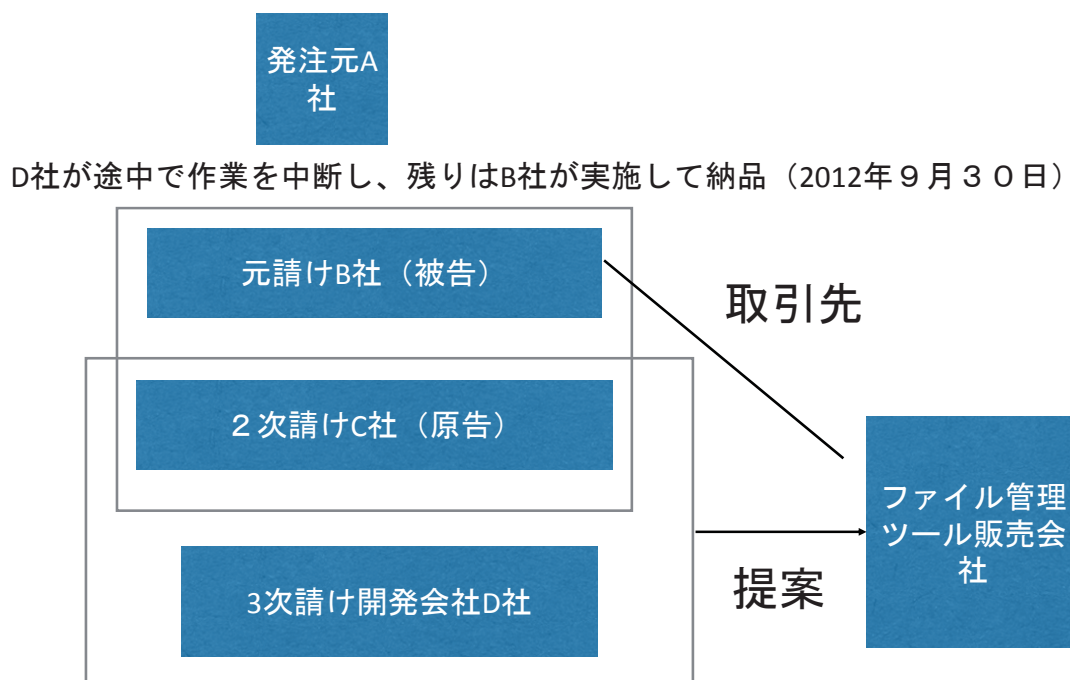 発注元A
社
D社が途中で作業を中断し、残りはB社が実施して納品（2012年９月３０日）
元請けB社（被告）
取引先
２次請けC社（原告）
ファイル管理
ツール販売会
社
提案
3次請け開発会社D社